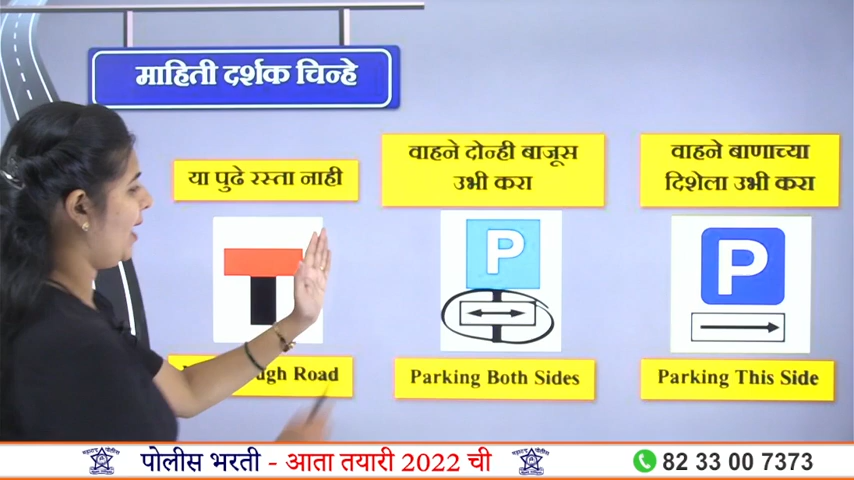 माहिती दर्शक चिन्हे
या पुढे रस्ता नाही
वाहने दोन्ही बाजूस
उभी करा
वाहने बाणाच्या
दिशेला उभी करा
P
P
Road
Parking Both Sides
Parking This Side
पोलीस भरती - आता तयारी 2022 ची
82 33 00 7373